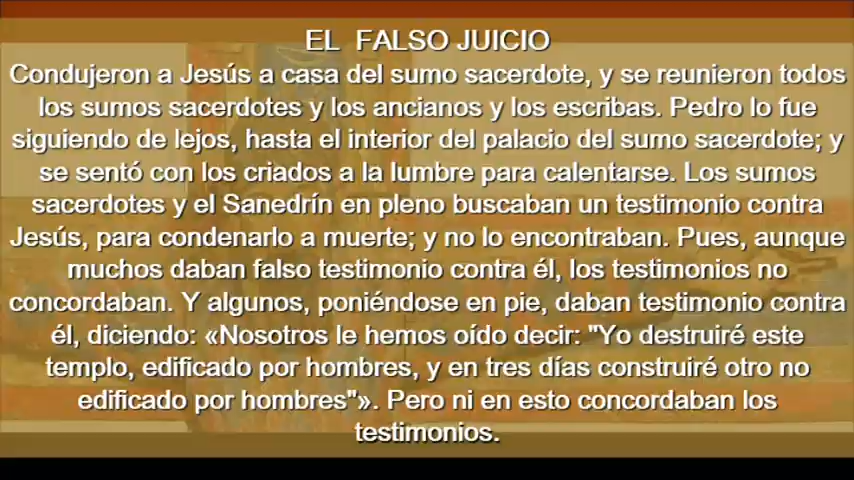 EL FALSO JUICIO
Condujeron a Jesús a casa del sumo sacerdote, y se reunieron todos
los sumos sacerdotes y los ancianos y los escribas. Pedro lo fue
siguiendo de lejos, hasta el interior del palacio del sumo sacerdote; y
se sentó con los criados a la lumbre para calentarse. Los sumos
sacerdotes y el Sanedrín en pleno buscaban un testimonio contra
Jesús, para condenarlo a muerte; y no lo encontraban. Pues, aunque
muchos daban falso testimonio contra él, los testimonios no
concordaban. Y algunos, poniéndose en pie, daban testimonio contra
él, diciendo: «Nosotros le hemos oído decir: "Yo destruiré este
templo, edificado por hombres, y en tres días construiré otro no
edificado por hombres"». Pero ni en esto concordaban los
testimonios.